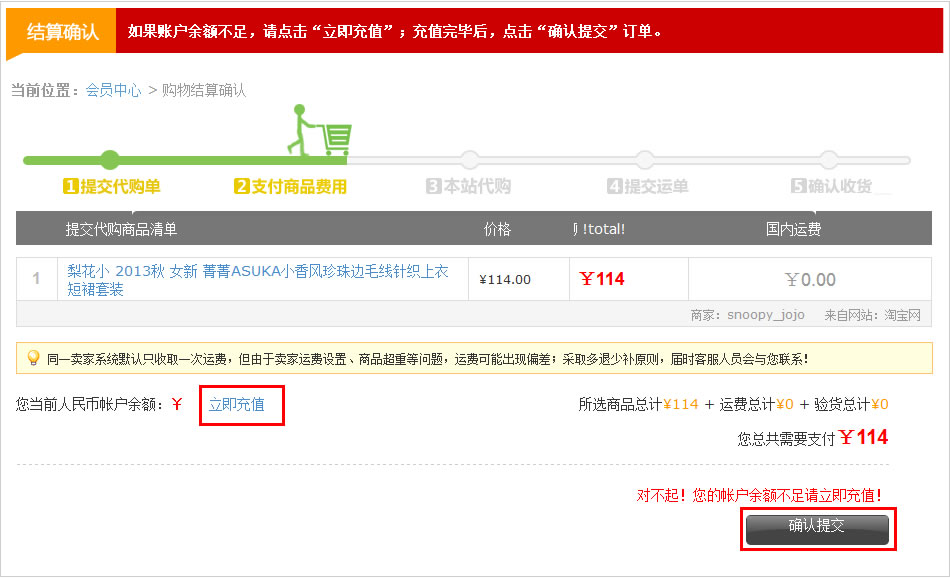 结算确认 如果账户余额不足，请点击“立即充值”；充值完毕后，点击“确认提交”订单。
当前位置：会员中心 > 购物结算确认
1提交代购单 2支付商品费用 3本站代购 4提交运单 5确认收货
提交代购商品清单 价格 !total! 国内运费
1 梨花小 2013秋 女新 菁菁ASUKA小香风珍珠边毛线针织上衣 ¥114.00 ¥114 ¥0.00
短裙套装
商家：snoopy_jojo 来自网站：淘宝网
同一卖家系统默认只收取一次运费，但由于卖家运费设置、商品超重等问题，运费可能出现偏差；采取多退少补原则，届时客服人员会与您联系！
您当前人民币帐户余额：¥ 立即充值 所选商品总计¥114 + 运费总计¥0 + 验货总计¥0
您总共需要支付¥114
对不起！您的帐户余额不足请立即充值！
确认提交